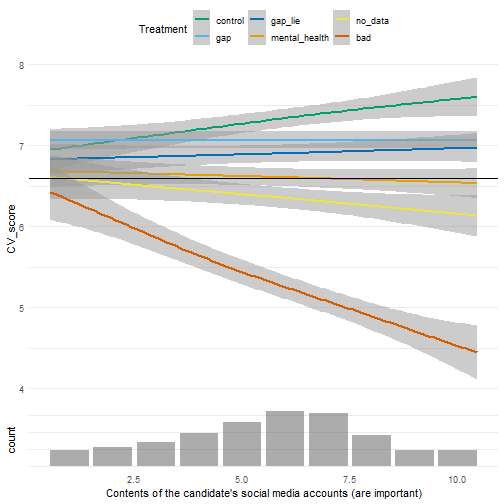 Treatment
control gap_lie no_data
gap mental_health bad
8
7
6
5
4
CV_score
count
2.5 5.0 7.5 10.0
Contents of the candidate's social media accounts (are important)